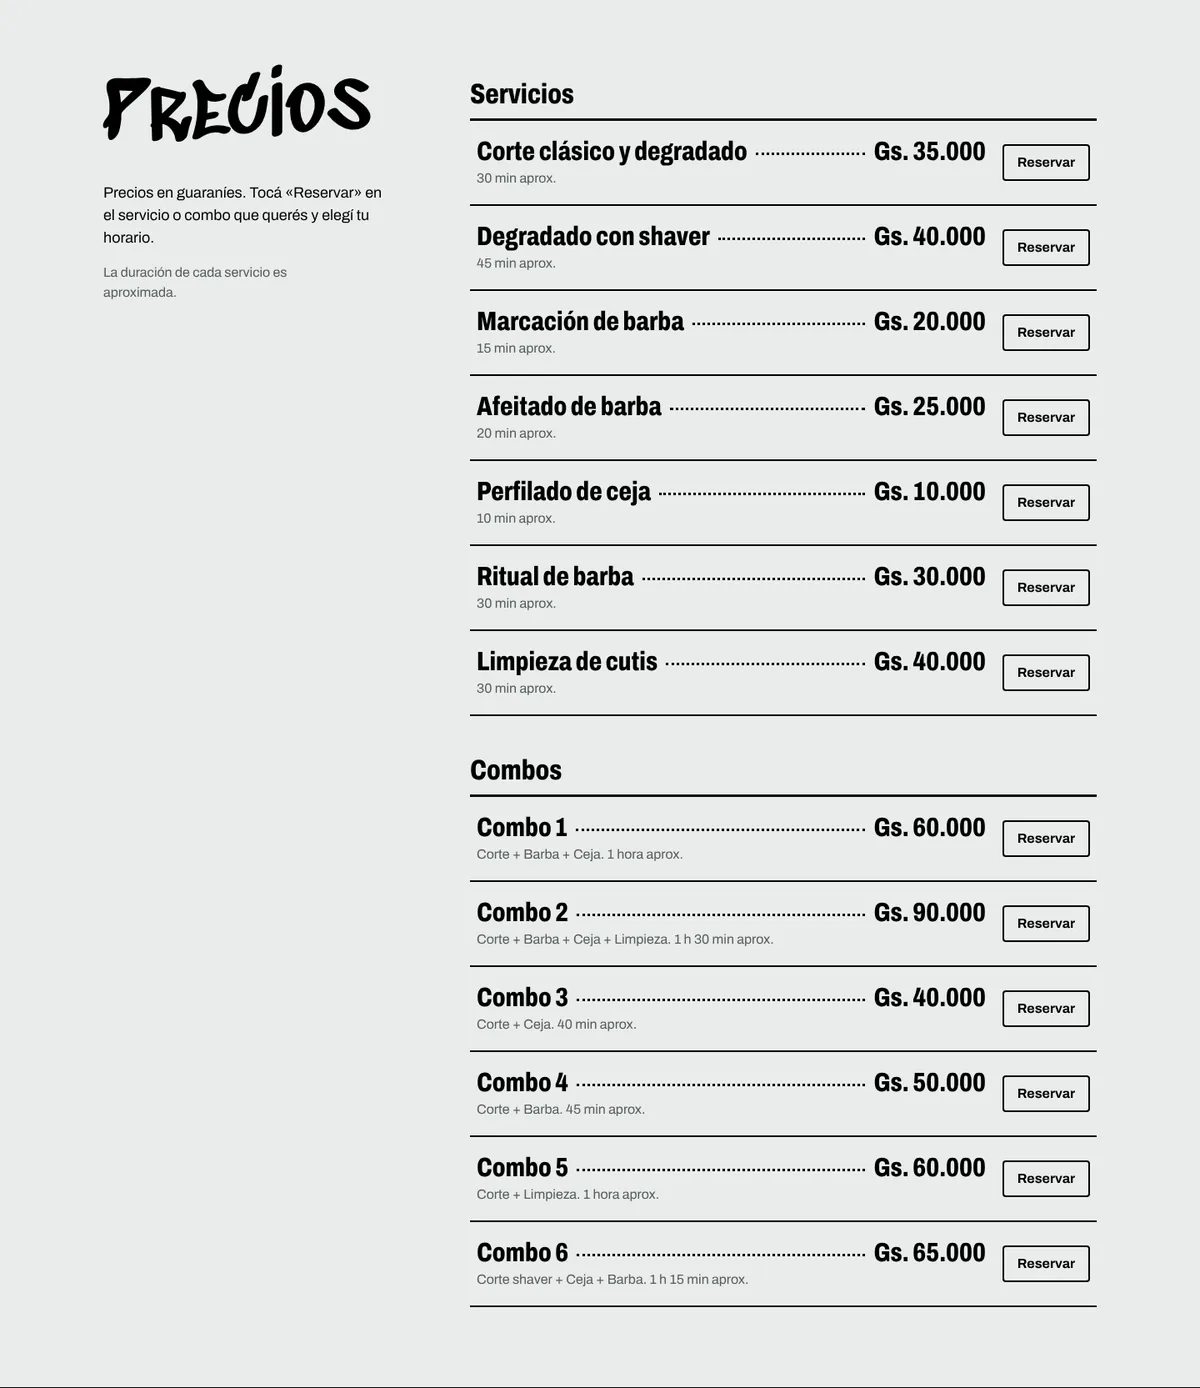 PRECIOS
Precios en guaraníes. Tocá «Reservar» en
el servicio o combo que querés y elegí tu
horario.
La duración de cada servicio es
aproximada.
Servicios
Corte clásico y degradado Gs. 35.000 Reservar
30 min aprox.
Degradado con shaver Gs. 40.000 Reservar
45 min aprox.
Marcación de barba Gs. 20.000 Reservar
15 min aprox.
Afeitado de barba Gs. 25.000 Reservar
20 min aprox.
Perfilado de ceja Gs. 10.000 Reservar
10 min aprox.
Ritual de barba Gs. 30.000 Reservar
30 min aprox.
Limpieza de cutis Gs. 40.000 Reservar
30 min aprox.
Combos
Combo 1 Gs. 60.000 Reservar
Corte + Barba + Ceja. 1 hora aprox.
Combo 2 Gs. 90.000 Reservar
Corte + Barba + Ceja + Limpieza. 1 h 30 min aprox.
Combo 3 Gs. 40.000 Reservar
Corte + Ceja. 40 min aprox.
Combo 4 Gs. 50.000 Reservar
Corte + Barba. 45 min aprox.
Combo 5 Gs. 60.000 Reservar
Corte + Limpieza. 1 hora aprox.
Combo 6 Gs. 65.000 Reservar
Corte shaver + Ceja + Barba. 1 h 15 min aprox.